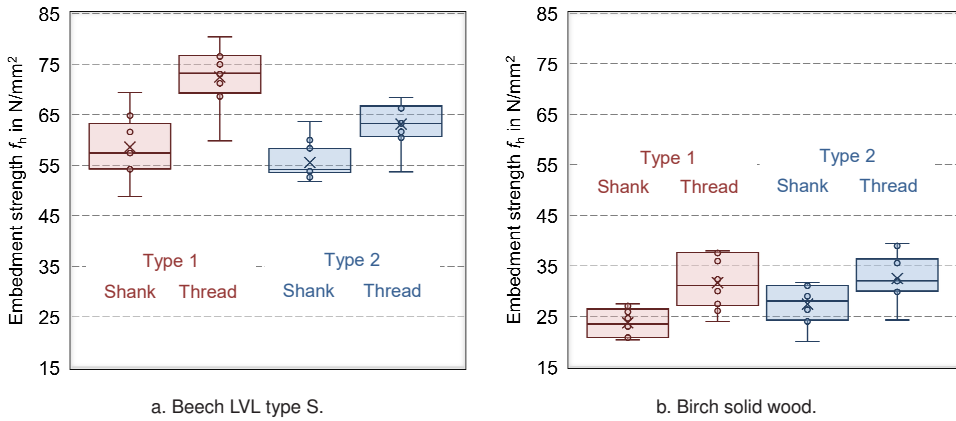 Embedment strength fh in N/mm²
85
75
65
55
45
35
25
15
Type 1 Type 2
Shank Thread Shank Thread
a. Beech LVL type S.
Embedment strength fh in N/mm²
85
75
65
55
45
35
25
15
Type 1 Type 2
Shank Thread Shank Thread
b. Birch solid wood.